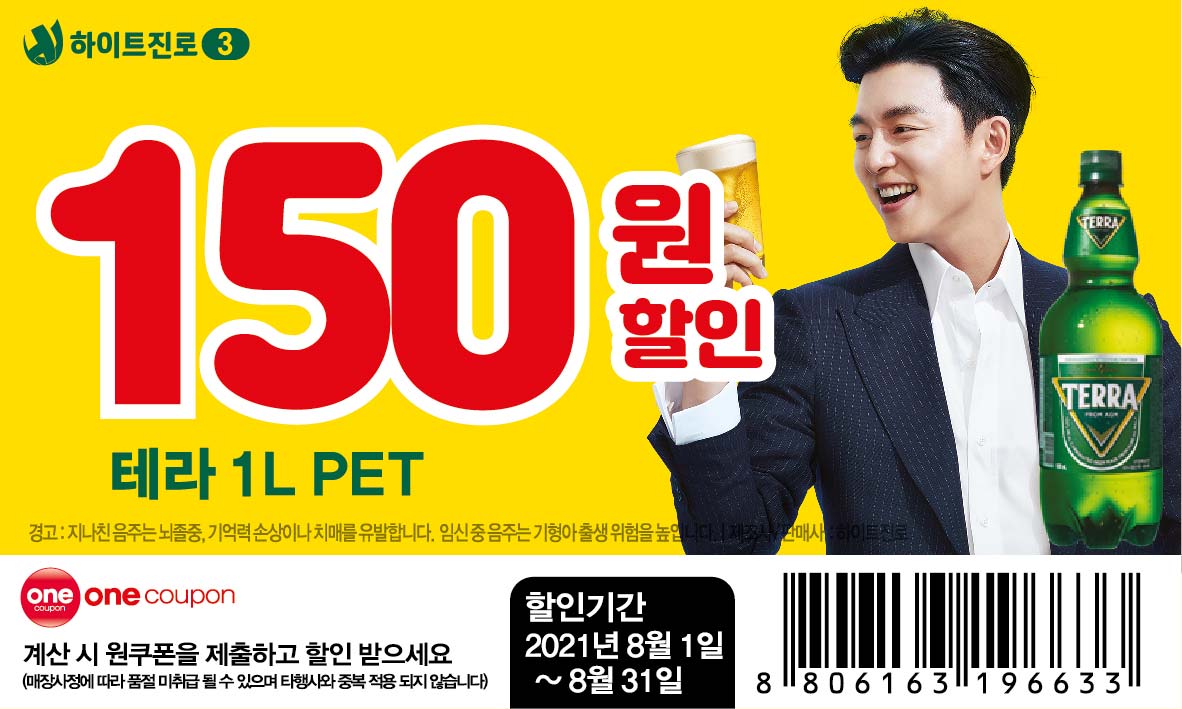 하이트진로 3
150원
할인
테라 1L PET
TERRA
TERRA
FROM AGM
경고 : 지나친 음주는 뇌졸중, 기억력 손상이나 치매를 유발합니다. 임신 중 음주는 기형아 출생 위험을 높입니다. | 제조사/판매사 : 하이트진로
one
coupon
one coupon
계산 시 원쿠폰을 제출하고 할인 받으세요
(매장사정에 따라 품절 미취급 될 수 있으며 타행사와 중복 적용 되지 않습니다)
할인기간
2021년 8월 1일
~ 8월 31일
8 806163 196633